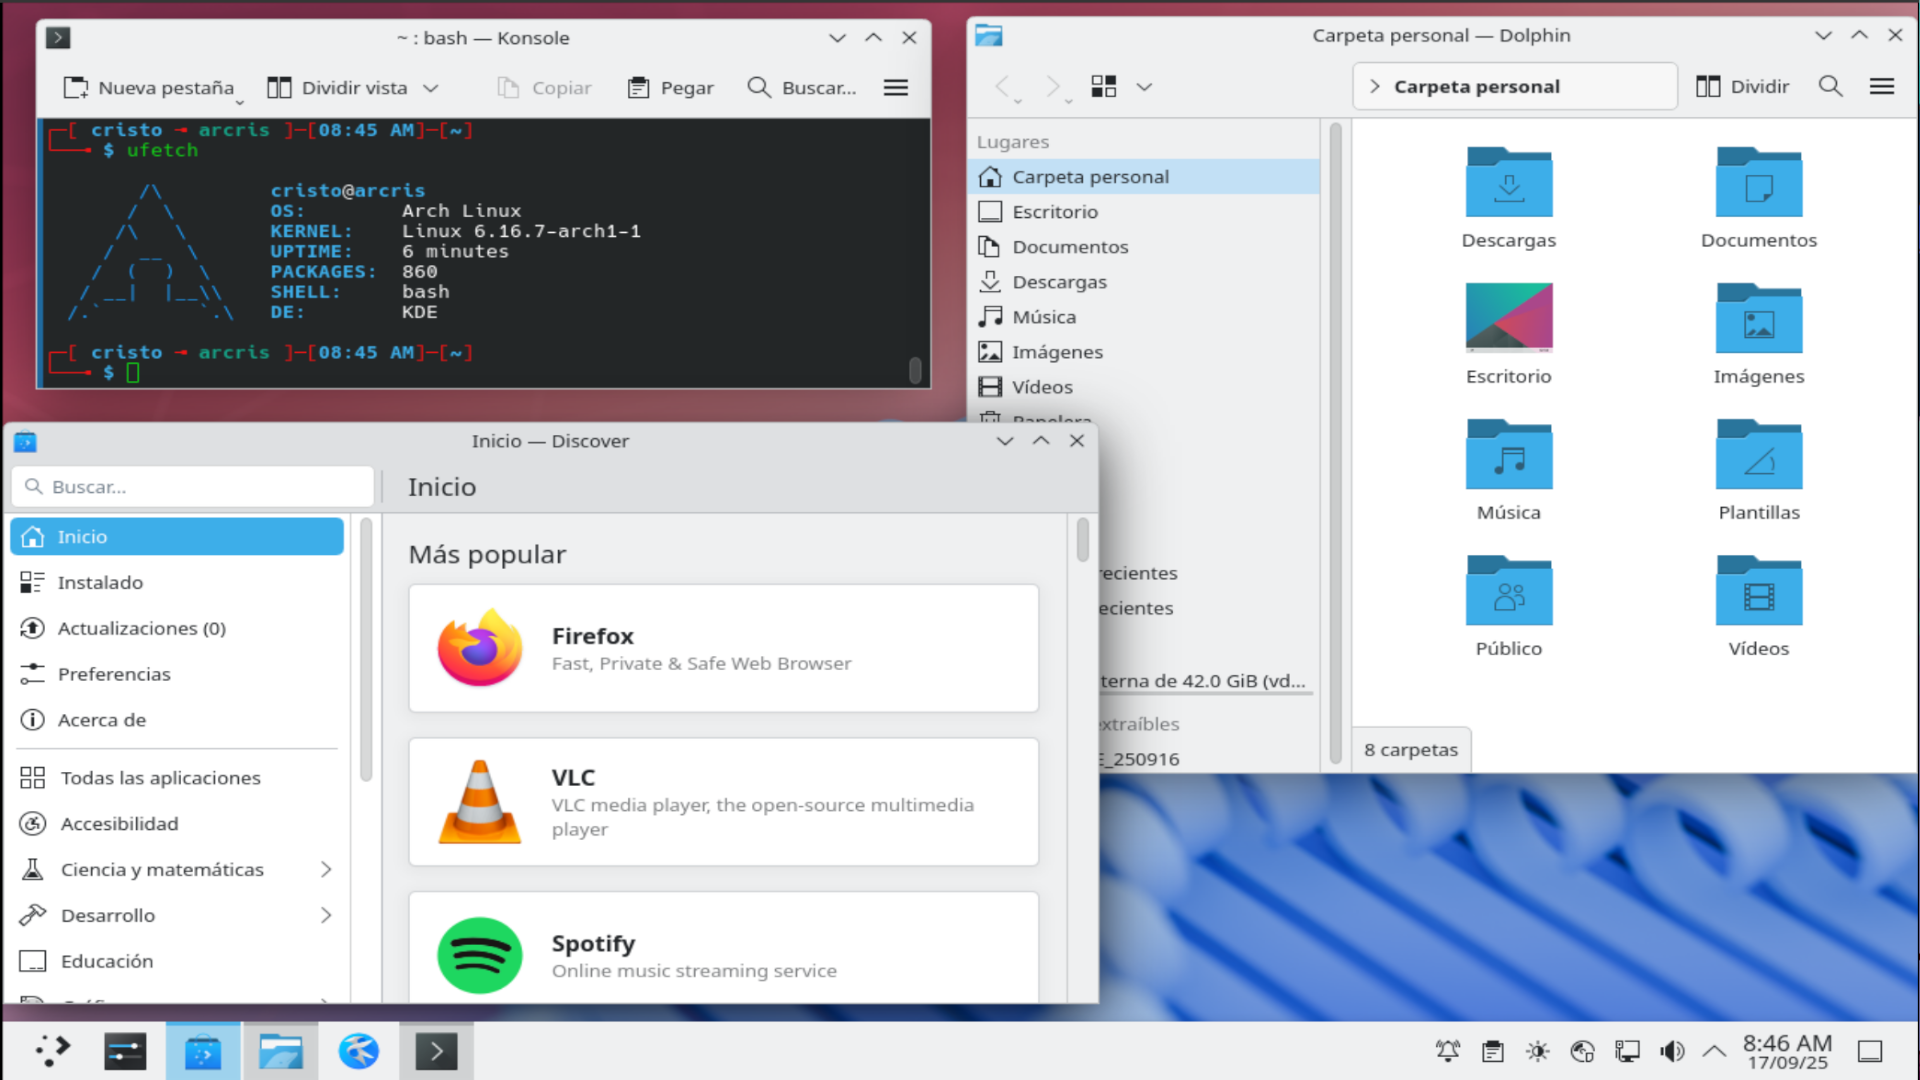 ~ : bash — Konsole
Nueva pestaña
Dividir vista
Copiar
Pegar
Buscar...
[ cristo → arcris ]─[08:45 AM]─[~]
$ ufetch
cristo@arcris
OS: Arch Linux
KERNEL: Linux 6.16.7-arch1-1
UPTIME: 6 minutes
PACKAGES: 860
SHELL: bash
DE: KDE
[ cristo → arcris ]─[08:45 AM]─[~]
$
Carpeta personal — Dolphin
Carpeta personal
Dividir
Lugares
Carpeta personal
Escritorio
Documentos
Descargas
Música
Imágenes
Vídeos
Papelera
recientes
ecientes
terna de 42.0 GiB (vd...
extraíbles
E_250916
Descargas
Documentos
Escritorio
Imágenes
Música
Plantillas
Público
Vídeos
8 carpetas
Inicio — Discover
Buscar...
Inicio
Inicio
Instalado
Actualizaciones (0)
Preferencias
Acerca de
Todas las aplicaciones
Accesibilidad
Ciencia y matemáticas
Desarrollo
Educación
Más popular
Firefox
Fast, Private & Safe Web Browser
VLC
VLC media player, the open-source multimedia
player
Spotify
Online music streaming service
8:46 AM
17/09/25